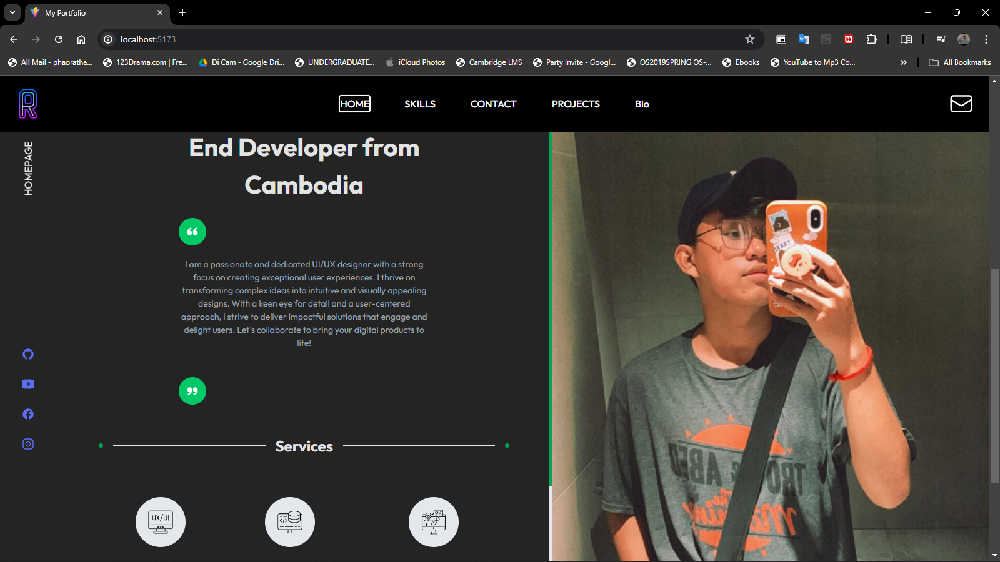 My Portfolio
localhost:5173
All Mail - phaoratha...
123Drama.com | Fre...
Đi Cam - Google Dri...
UNDERGRADUATE...
iCloud Photos
Cambridge LMS
Party Invite - Googl...
OS2019SPRING OS-...
Ebooks
YouTube to Mp3 Co...
All Bookmarks
R
HOME
SKILLS
CONTACT
PROJECTS
Bio
HOMEPAGE
End Developer from
Cambodia
I am a passionate and dedicated UI/UX designer with a strong
focus on creating exceptional user experiences. I thrive on
transforming complex ideas into intuitive and visually appealing
designs. With a keen eye for detail and a user-centered
approach, I strive to deliver impactful solutions that engage and
delight users. Let's collaborate to bring your digital products to
life!
Services
UX/UI